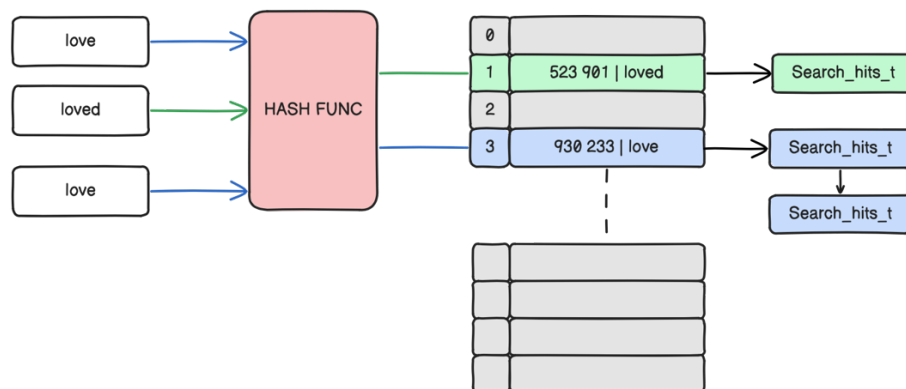 love
loved
love
HASH FUNC
0
1 523 901 | loved
2
3 930 233 | love
Search_hits_t
Search_hits_t
Search_hits_t